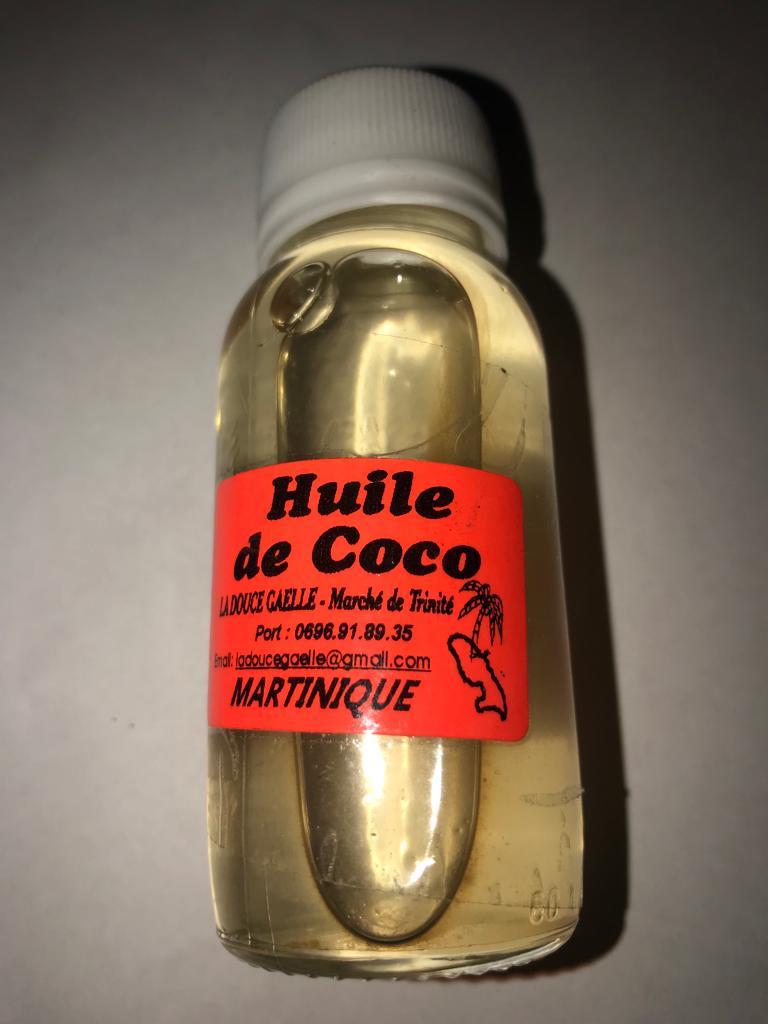 Huile
de Coco
LA DOUCE GAELLE - Marché de Trinité
Port : 0696.91.89.35
Email: ladoucegaelle@gmail.com
MARTINIQUE
60